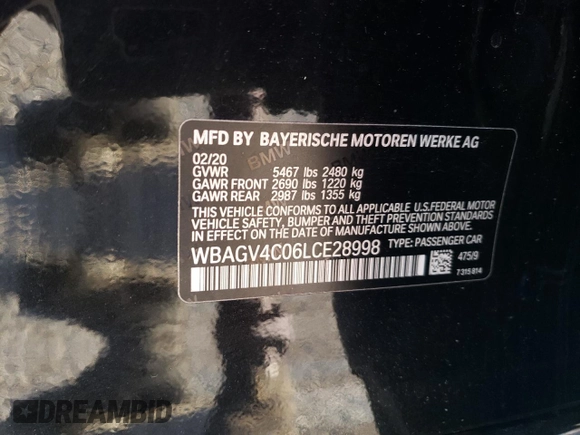 MFD BY BAYERISCHE MOTOREN WERKE AG
02/20
GVWR 5467 lbs 2480 kg
GAWR FRONT 2690 lbs 1220 kg
GAWR REAR 2987 lbs 1355 kg
THIS VEHICLE CONFORMS TO ALL APPLICABLE U.S.FEDERAL MOTOR
VEHICLE SAFETY, BUMPER, AND THEFT PREVENTION STANDARDS
IN EFFECT ON THE DATE OF MANUFACTURE SHOWN ABOVE.
WBAGV4C06LCE28998 TYPE: PASSENGER CAR
475/9
7 315 814
DREAMBID